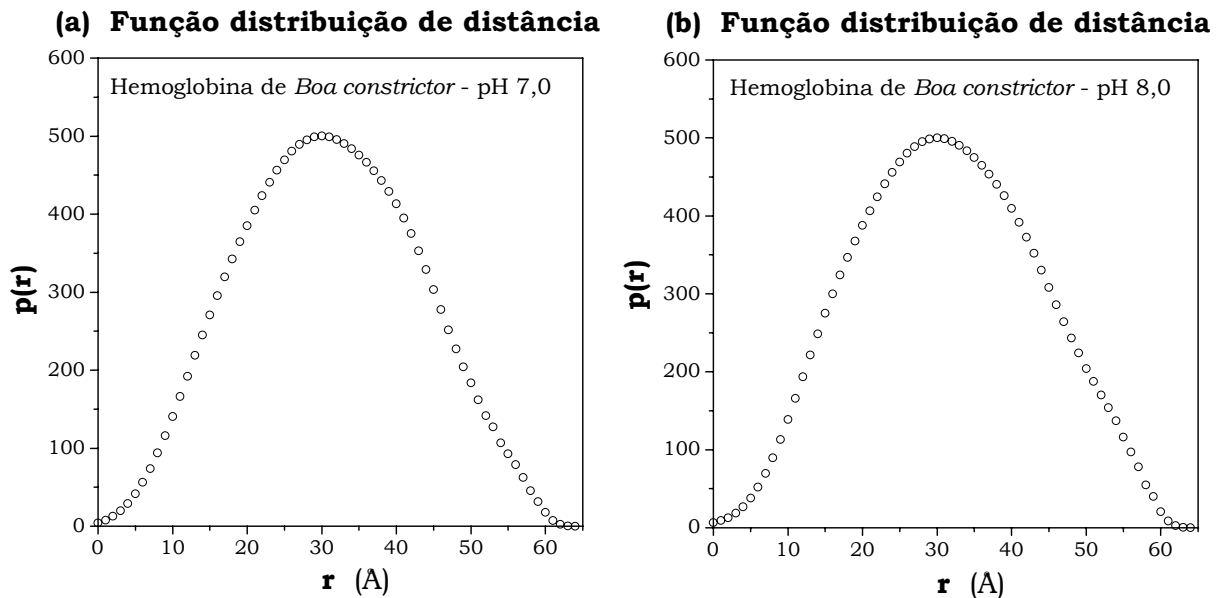 (a) Função distribuição de distância
600
Hemoglobina de Boa constrictor - pH 7,0
500
400
300
200
100
0
p(r)
0 10 20 30 40 50 60
r (Å)
(b) Função distribuição de distância
600
Hemoglobina de Boa constrictor - pH 8,0
500
400
300
200
100
0
p(r)
0 10 20 30 40 50 60
r (Å)